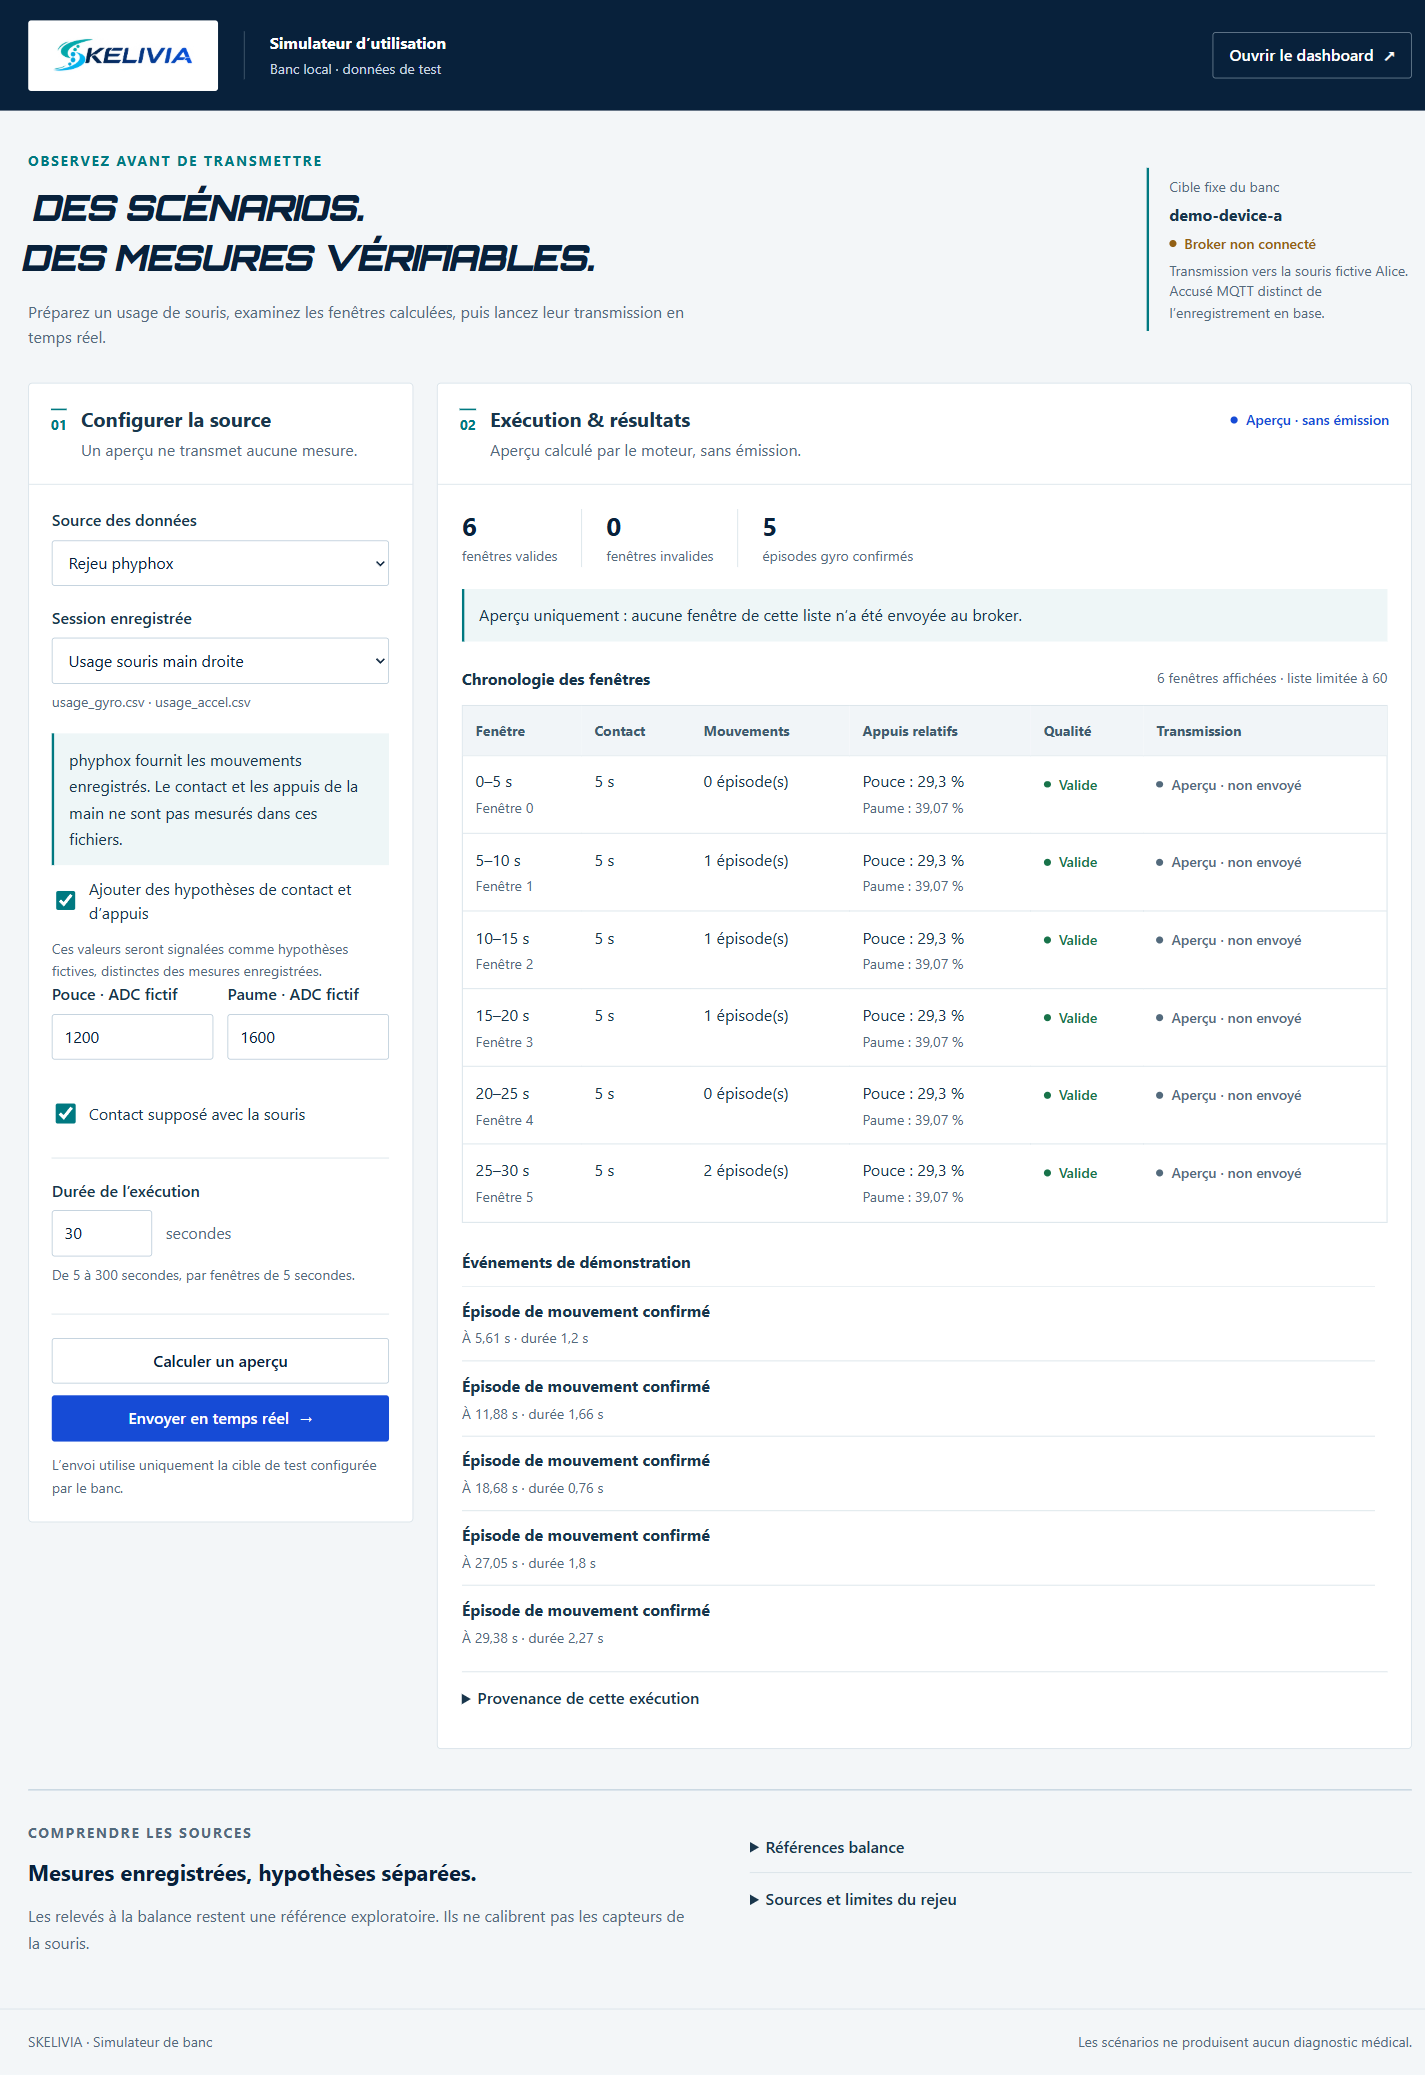 SKELIVIA
Simulateur d’utilisation
Banc local · données de test
Ouvrir le dashboard ↗
OBSERVEZ AVANT DE TRANSMETTRE
DES SCÉNARIOS.
DES MESURES VÉRIFIABLES.
Préparez un usage de souris, examinez les fenêtres calculées, puis lancez leur transmission en
temps réel.
Cible fixe du banc
demo-device-a
Broker non connecté
Transmission vers la souris fictive Alice.
Accusé MQTT distinct de
l’enregistrement en base.
01 Configurer la source
Un aperçu ne transmet aucune mesure.
Source des données
Rejeu phyphox
Session enregistrée
Usage souris main droite
usage_gyro.csv · usage_accel.csv
phyphox fournit les mouvements
enregistrés. Le contact et les appuis de la
main ne sont pas mesurés dans ces
fichiers.
Ajouter des hypothèses de contact et
d’appuis
Ces valeurs seront signalées comme hypothèses
fictives, distinctes des mesures enregistrées.
Pouce · ADC fictif Paume · ADC fictif
1200 1600
Contact supposé avec la souris
Durée de l’exécution
30 secondes
De 5 à 300 secondes, par fenêtres de 5 secondes.
Calculer un aperçu
Envoyer en temps réel →
L’envoi utilise uniquement la cible de test configurée
par le banc.
02 Exécution & résultats
Aperçu calculé par le moteur, sans émission.
Aperçu · sans émission
6 0 5
fenêtres valides fenêtres invalides épisodes gyro confirmés
Aperçu uniquement : aucune fenêtre de cette liste n’a été envoyée au broker.
Chronologie des fenêtres 6 fenêtres affichées · liste limitée à 60
Fenêtre Contact Mouvements Appuis relatifs Qualité Transmission
0–5 s 5 s 0 épisode(s) Pouce : 29,3 % Valide Aperçu · non envoyé
Fenêtre 0 Paume : 39,07 %
5–10 s 5 s 1 épisode(s) Pouce : 29,3 % Valide Aperçu · non envoyé
Fenêtre 1 Paume : 39,07 %
10–15 s 5 s 1 épisode(s) Pouce : 29,3 % Valide Aperçu · non envoyé
Fenêtre 2 Paume : 39,07 %
15–20 s 5 s 1 épisode(s) Pouce : 29,3 % Valide Aperçu · non envoyé
Fenêtre 3 Paume : 39,07 %
20–25 s 5 s 0 épisode(s) Pouce : 29,3 % Valide Aperçu · non envoyé
Fenêtre 4 Paume : 39,07 %
25–30 s 5 s 2 épisode(s) Pouce : 29,3 % Valide Aperçu · non envoyé
Fenêtre 5 Paume : 39,07 %
Événements de démonstration
Épisode de mouvement confirmé
À 5,61 s · durée 1,2 s
Épisode de mouvement confirmé
À 11,88 s · durée 1,66 s
Épisode de mouvement confirmé
À 18,68 s · durée 0,76 s
Épisode de mouvement confirmé
À 27,05 s · durée 1,8 s
Épisode de mouvement confirmé
À 29,38 s · durée 2,27 s
Provenance de cette exécution
COMPRENDRE LES SOURCES
Mesures enregistrées, hypothèses séparées.
Les relevés à la balance restent une référence exploratoire. Ils ne calibrent pas les capteurs de
la souris.
Références balance
Sources et limites du rejeu
SKELIVIA · Simulateur de banc
Les scénarios ne produisent aucun diagnostic médical.